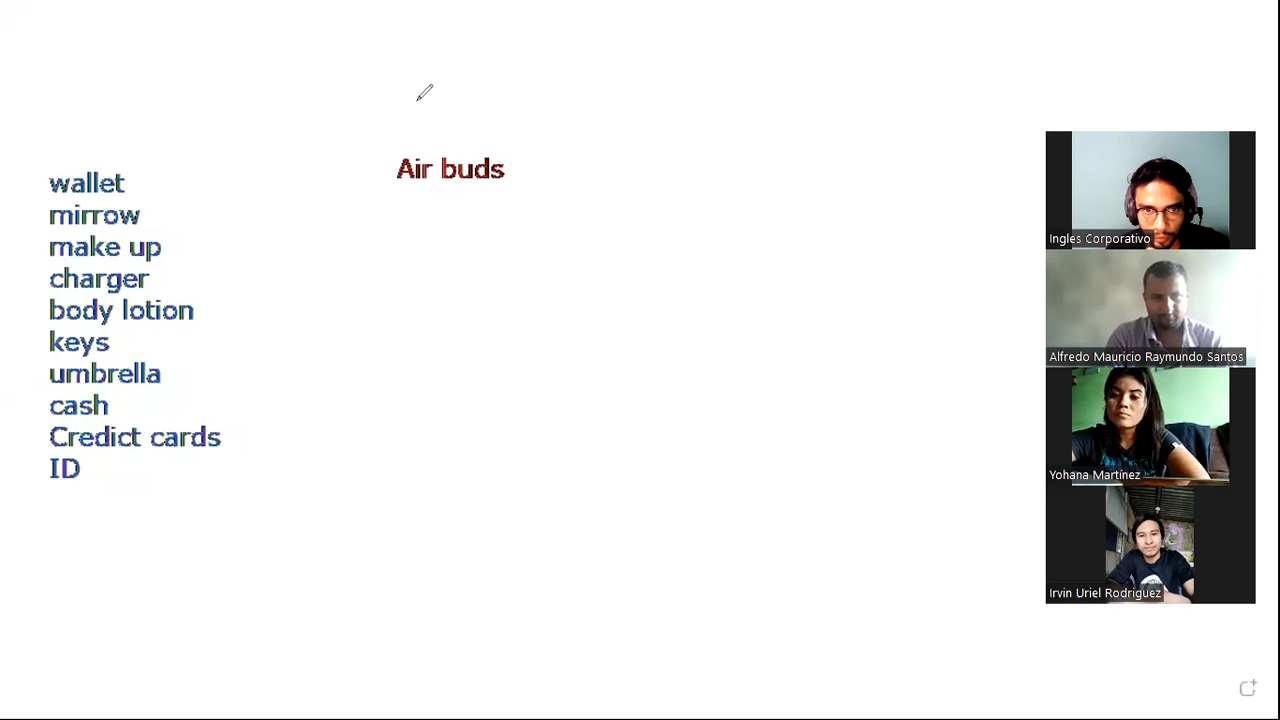 Air buds
wallet
mirrow
make up
charger
body lotion
keys
umbrella
cash
Credict cards
ID
Ingles Corporativo
Alfredo Mauricio Raymundo Santos
Yohana Martínez
Irvin Uriel Rodriguez